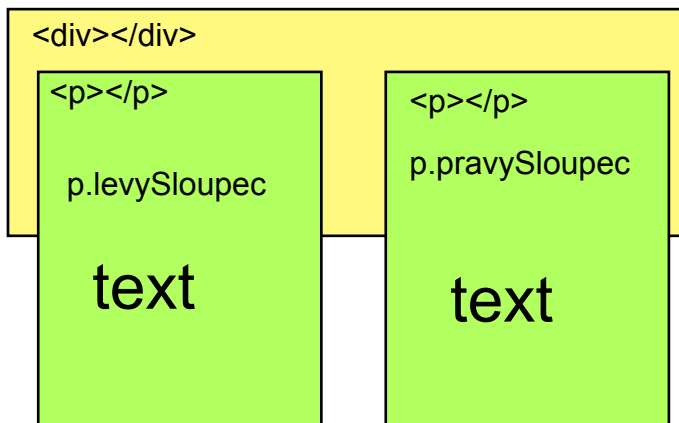 <div></div>
<p></p>
p.levySloupec
text
<p></p>
p.pravySloupec
text